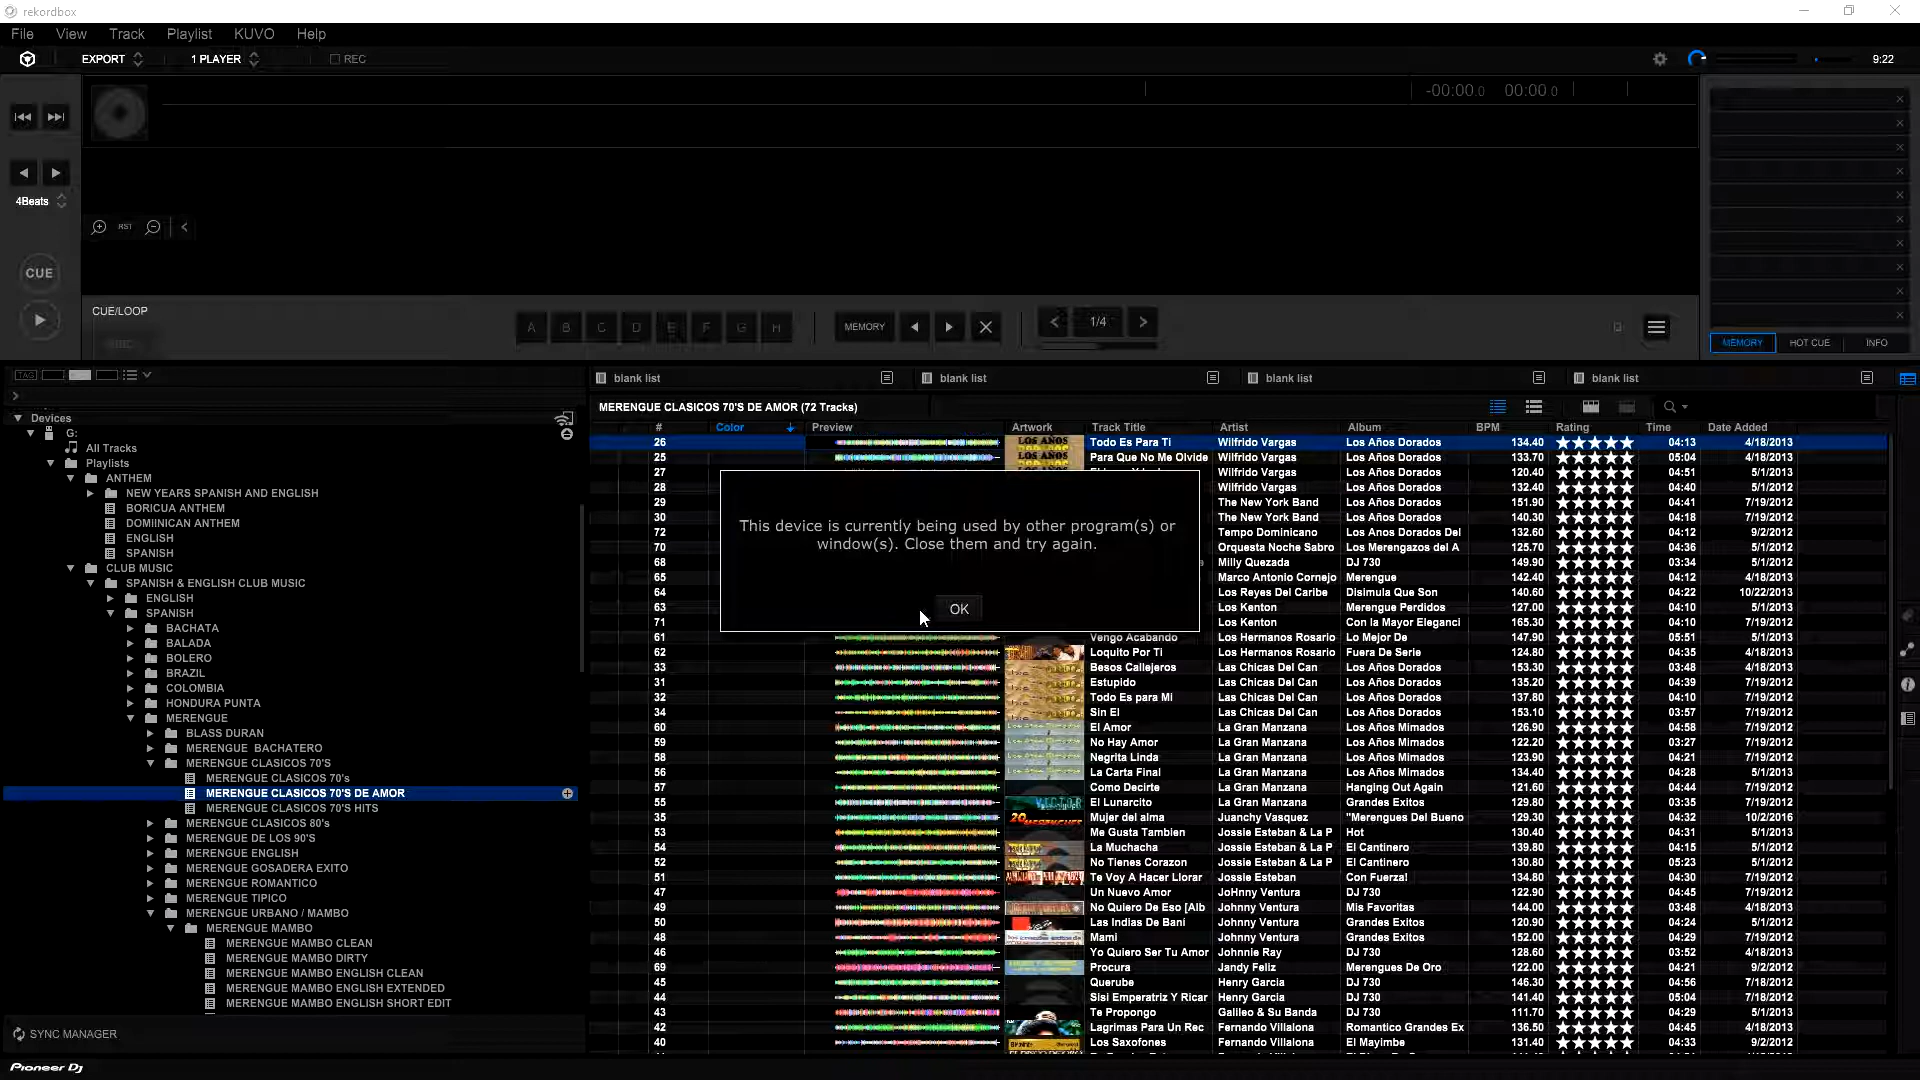 rekordbox
File View Track Playlist KUVO Help
EXPORT 1 PLAYER REC 9:22
-00:00.0 00:00.0
4Beats
RST
CUE
CUE/LOOP
A B C D E F G H MEMORY 1/4
MEMORY HOT CUE INFO
TAG
blank list blank list blank list blank list
MERENGUE CLASICOS 70'S DE AMOR (72 Tracks)
Devices
G:
All Tracks
Playlists
ANTHEM
NEW YEARS SPANISH AND ENGLISH
BORICUA ANTHEM
DOMIINICAN ANTHEM
ENGLISH
SPANISH
CLUB MUSIC
SPANISH & ENGLISH CLUB MUSIC
ENGLISH
SPANISH
BACHATA
BALADA
BOLERO
BRAZIL
COLOMBIA
HONDURA PUNTA
MERENGUE
BLASS DURAN
MERENGUE BACHATERO
MERENGUE CLASICOS 70'S
MERENGUE CLASICOS 70's
MERENGUE CLASICOS 70'S DE AMOR
MERENGUE CLASICOS 70'S HITS
MERENGUE CLASICOS 80's
MERENGUE DE LOS 90'S
MERENGUE ENGLISH
MERENGUE GOSADERA EXITO
MERENGUE ROMANTICO
MERENGUE TIPICO
MERENGUE URBANO / MAMBO
MERENGUE MAMBO
MERENGUE MAMBO CLEAN
MERENGUE MAMBO DIRTY
MERENGUE MAMBO ENGLISH CLEAN
MERENGUE MAMBO ENGLISH EXTENDED
MERENGUE MAMBO ENGLISH SHORT EDIT
SYNC MANAGER
Pioneer Dj
# Color Preview Artwork Track Title Artist Album BPM Rating Time Date Added
26 Todo Es Para Ti Wilfrido Vargas Los Años Dorados 134.40 04:13 4/18/2013
25 Para Que No Me Olvide Wilfrido Vargas Los Años Dorados 133.70 05:04 4/18/2013
27 Wilfrido Vargas Los Años Dorados 120.40 04:51 5/1/2013
28 Wilfrido Vargas Los Años Dorados 132.40 04:40 5/1/2012
29 The New York Band Los Años Dorados 151.90 04:41 7/19/2012
30 The New York Band Los Años Dorados 140.30 04:18 7/19/2012
72 Tempo Dominicano Los Años Dorados Del 132.60 04:12 9/2/2012
70 Orquesta Noche Sabro Los Merengazos del A 125.70 04:36 5/1/2012
68 Milly Quezada DJ 730 149.90 03:34 5/1/2012
65 Marco Antonio Cornejo Merengue 142.40 04:12 4/18/2013
64 Los Reyes Del Caribe Disimula Que Son 140.60 04:22 10/22/2013
63 Los Kenton Merengue Perdidos 127.00 04:10 5/1/2013
71 Los Kenton Con la Mayor Eleganci 165.30 04:10 7/19/2012
61 Vengo Acabando Los Hermanos Rosario Lo Mejor De 147.90 05:51 5/1/2013
62 Loquito Por Ti Los Hermanos Rosario Fuera De Serie 124.80 04:35 4/18/2013
33 Besos Callejeros Las Chicas Del Can Los Años Dorados 153.30 03:48 4/18/2013
31 Estupido Las Chicas Del Can Los Años Dorados 135.20 04:39 7/19/2012
32 Todo Es para Mí Las Chicas Del Can Los Años Dorados 137.80 04:10 7/19/2012
34 Sin El Las Chicas Del Can Los Años Dorados 153.10 03:57 7/19/2012
60 El Amor La Gran Manzana Los Años Mimados 126.90 04:58 7/19/2012
59 No Hay Amor La Gran Manzana Los Años Mimados 122.20 03:27 7/19/2012
58 Negrita Linda La Gran Manzana Los Años Mimados 123.90 04:21 7/19/2012
56 La Carta Final La Gran Manzana Los Años Mimados 134.40 04:28 5/1/2013
57 Como Decirte La Gran Manzana Hanging Out Again 121.60 04:44 7/19/2012
55 El Lunarcito La Gran Manzana Grandes Exitos 129.80 03:35 7/19/2012
35 Mujer del alma Juanchy Vasquez "Merengues Del Bueno 129.30 04:32 10/2/2016
53 Me Gusta Tambien Jossie Esteban & La P Hot 130.40 04:31 5/1/2013
54 La Muchacha Jossie Esteban & La P El Cantinero 139.80 04:15 5/1/2013
52 No Tienes Corazon Jossie Esteban & La P El Cantinero 130.80 05:23 5/1/2013
51 Te Voy A Hacer Llorar Jossie Esteban Con Fuerza! 134.80 04:30 7/19/2012
47 Un Nuevo Amor JoHnny Ventura DJ 730 122.90 04:45 7/19/2012
49 No Quiero De Eso [Alb Johnny Ventura Mis Favoritas 144.00 03:48 4/18/2013
50 Las Indias De Bani Johnny Ventura Grandes Exitos 120.90 04:24 5/1/2012
48 Mami Johnny Ventura Grandes Exitos 152.00 04:29 7/19/2012
46 Yo Quiero Ser Tu Amor Johnnie Ray DJ 730 128.60 03:52 4/18/2013
69 Procura Jandy Feliz Merengues De Oro 122.00 04:21 9/2/2012
45 Querube Henry Garcia DJ 730 146.30 04:56 7/18/2012
44 Sisi Emperatriz Y Ricar Henry Garcia DJ 730 141.40 05:04 7/18/2012
43 Te Propongo Galileo & Su Banda DJ 730 111.70 04:29 5/1/2013
42 Lagrimas Para Un Rec Fernando Villalona Romantico Grandes Ex 136.50 04:45 4/18/2013
40 Los Saxofones Fernando Villalona El Mayimbe 131.40 04:33 9/2/2012
This device is currently being used by other program(s) or
window(s). Close them and try again.
OK